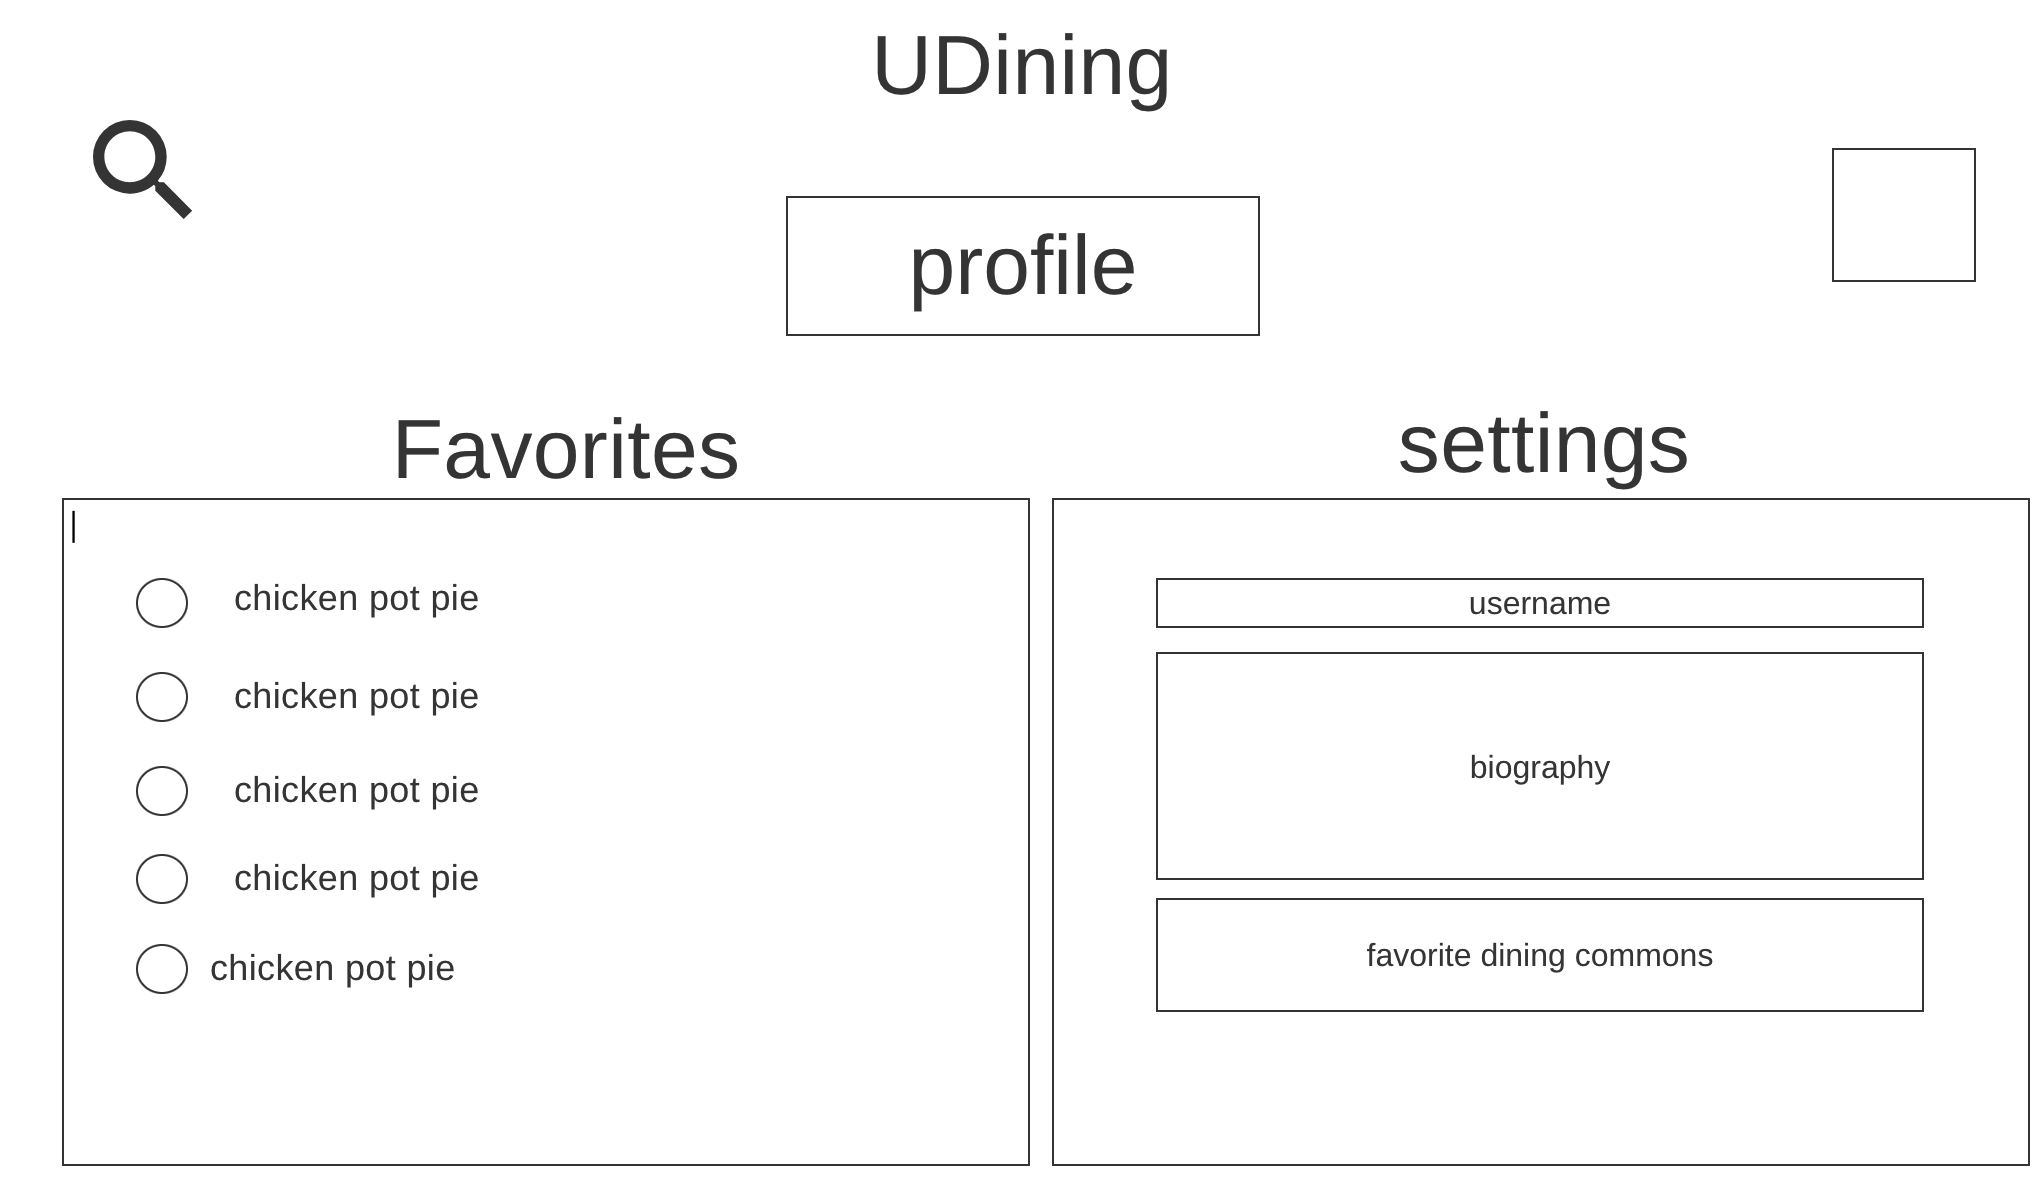 UDining
profile
Favorites
chicken pot pie
chicken pot pie
chicken pot pie
chicken pot pie
chicken pot pie
settings
username
biography
favorite dining commons